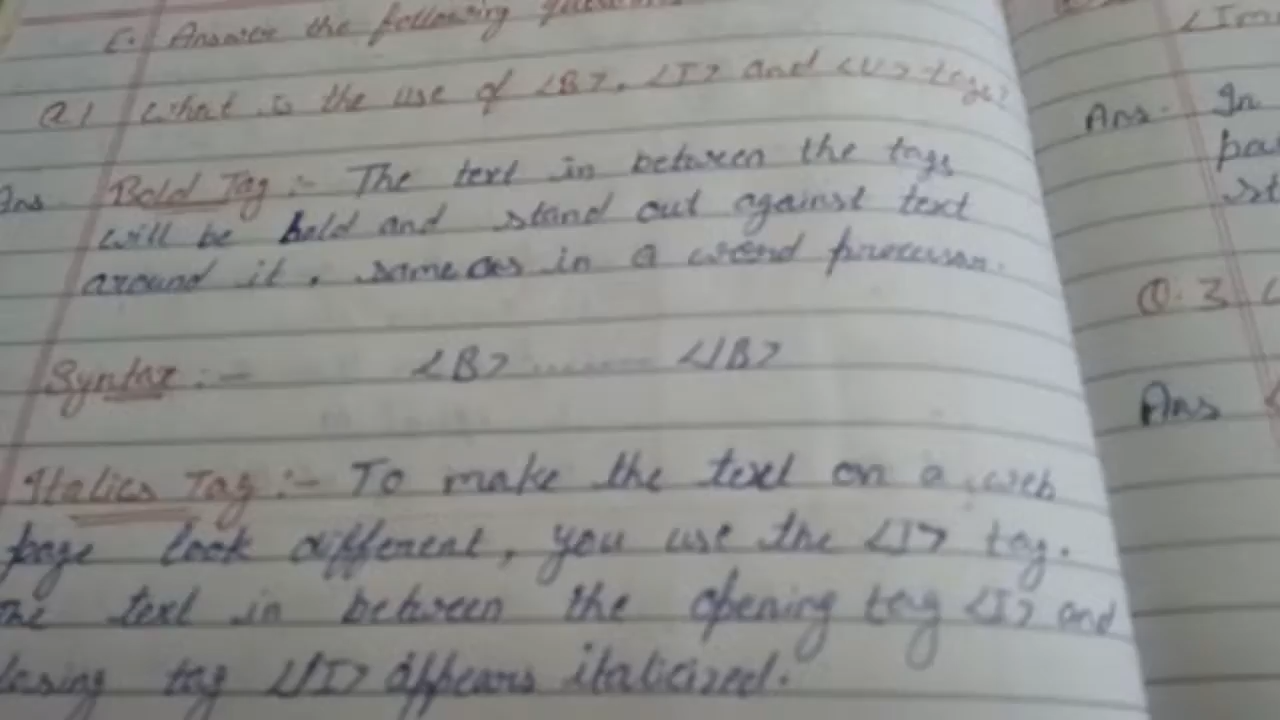 C. Answer the following
Q1 What is the use of <B>, <I> and <U> tags?
Ans Bold Tag :- The text in between the tags
will be bold and stand out against text
around it, same as in a word processor.
Syntax :- <B> ........ </B>
Italics Tag :- To make the text on a web
page look different, you use the <I> tag.
text in between the opening tag <I> and
tag </I> appears italicized.
<Im
Ans- In
pa
st
Q.3
Ans